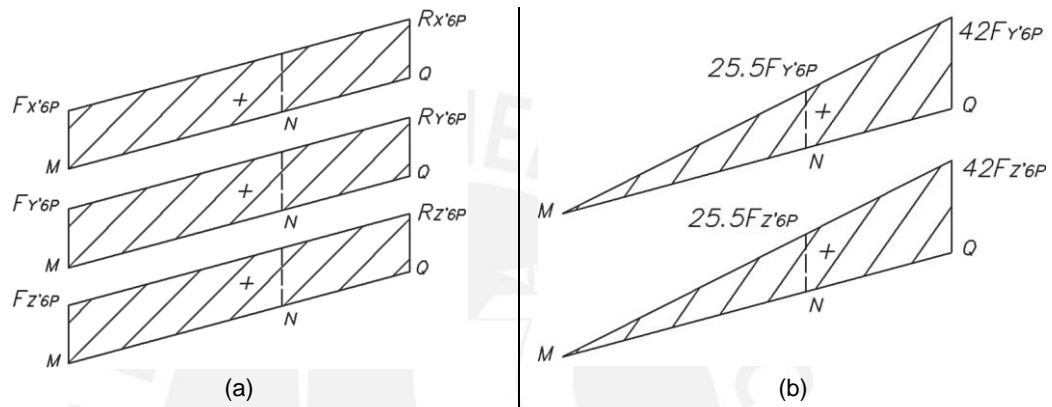 RX'6P
FX'6P
+
Q
N
M
RY'6P
FY'6P
+
Q
N
M
RZ'6P
FZ'6P
+
Q
N
M
(a)
42FY'6P
25.5FY'6P
+
Q
N
M
42FZ'6P
25.5FZ'6P
+
Q
N
M
(b)